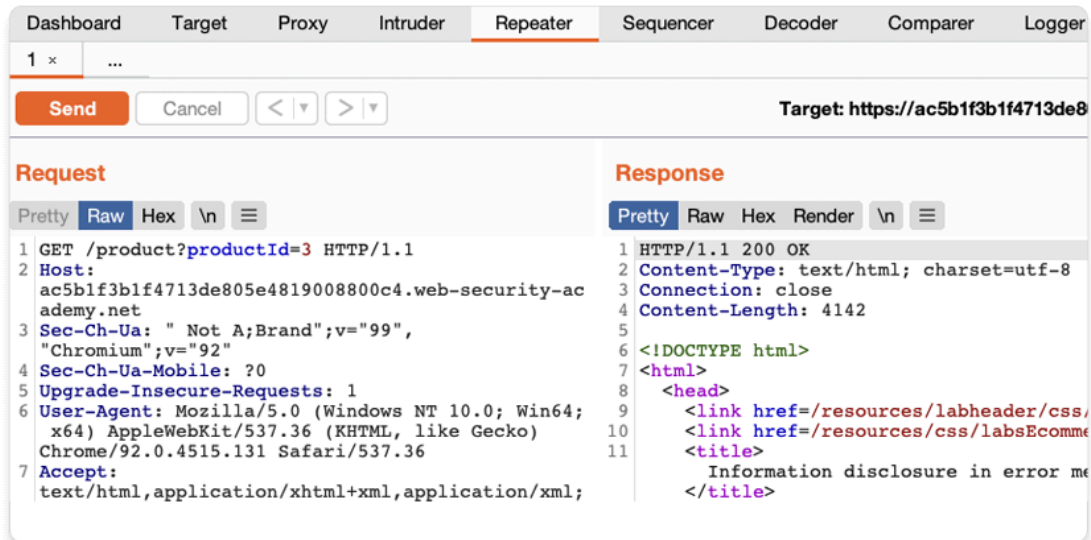 Dashboard Target Proxy Intruder Repeater Sequencer Decoder Comparer Logger
1 × ...
Send Cancel < ▼ > ▼ Target: https://ac5b1f3b1f4713de8
Request
Pretty Raw Hex \n ≡
1 GET /product?productId=3 HTTP/1.1
2 Host:
ac5b1f3b1f4713de805e4819008800c4.web-security-ac
ademy.net
3 Sec-Ch-Ua: " Not A;Brand";v="99",
"Chromium";v="92"
4 Sec-Ch-Ua-Mobile: ?0
5 Upgrade-Insecure-Requests: 1
6 User-Agent: Mozilla/5.0 (Windows NT 10.0; Win64;
x64) AppleWebKit/537.36 (KHTML, like Gecko)
Chrome/92.0.4515.131 Safari/537.36
7 Accept:
text/html,application/xhtml+xml,application/xml;
Response
Pretty Raw Hex Render \n ≡
1 HTTP/1.1 200 OK
2 Content-Type: text/html; charset=utf-8
3 Connection: close
4 Content-Length: 4142
5
6 <!DOCTYPE html>
7 <html>
8 <head>
9 <link href=/resources/labheader/css/
10 <link href=/resources/css/labsEcomme
11 <title>
Information disclosure in error me
</title>